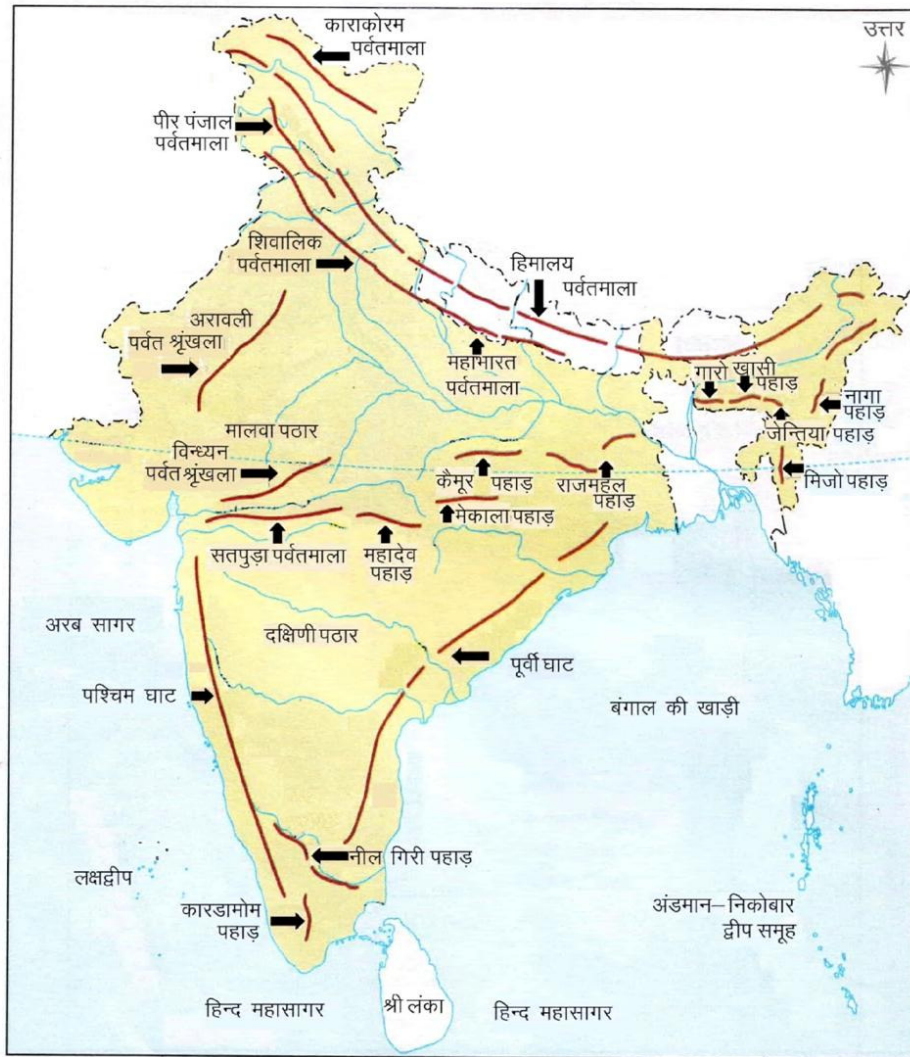 काराकोरम
पर्वतमाला
उत्तर
पीर पंजाल
पर्वतमाला
शिवालिक
पर्वतमाला
हिमालय
पर्वतमाला
अरावली
पर्वत श्रृंखला
महाभारत
पर्वतमाला
गारो
खासी
पहाड़
नागा
पहाड़
जेन्तिया पहाड़
मालवा पठार
विन्ध्यन
पर्वत श्रृंखला
कैमूर पहाड़
राजमहल
पहाड़
मिजो पहाड़
मेकाला पहाड़
सतपुड़ा पर्वतमाला
महादेव
पहाड़
अरब सागर
दक्षिणी पठार
पूर्वी घाट
पश्चिम घाट
बंगाल की खाड़ी
नील गिरी पहाड़
लक्षद्वीप
कारडामोम
पहाड़
अंडमान–निकोबार
द्वीप समूह
हिन्द महासागर
श्री लंका
हिन्द महासागर